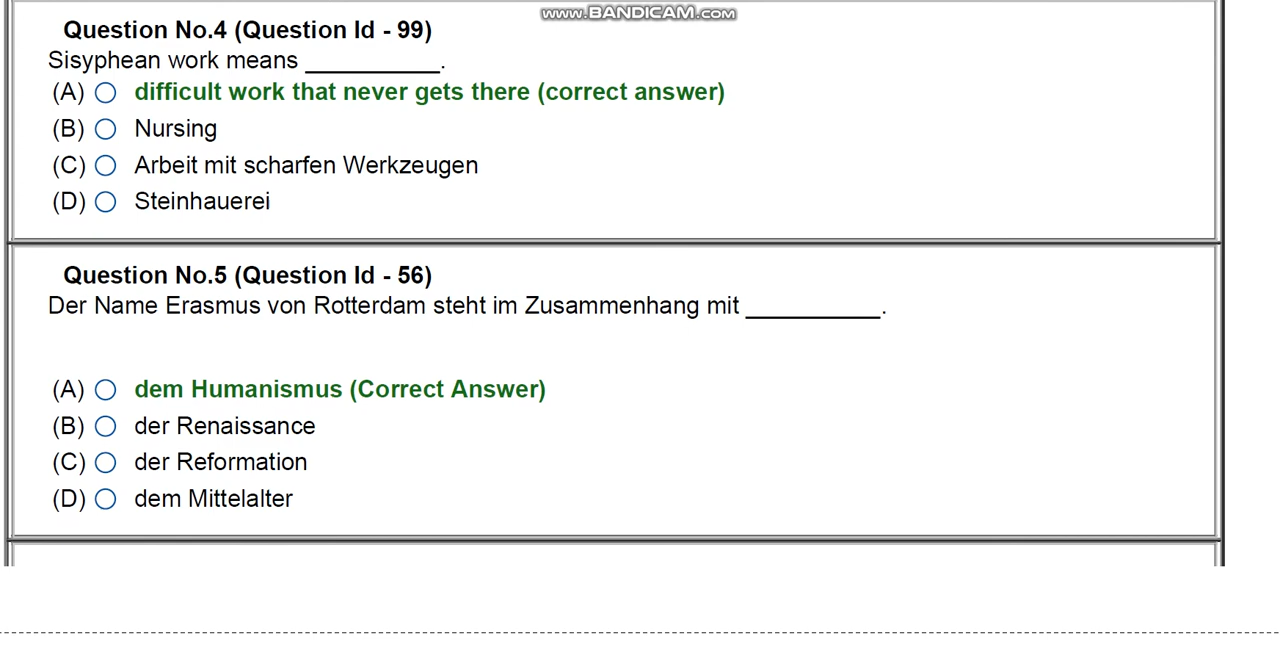 www.BANDICAM.com
Question No.4 (Question Id - 99)
Sisyphean work means __________.
(A) difficult work that never gets there (correct answer)
(B) Nursing
(C) Arbeit mit scharfen Werkzeugen
(D) Steinhauerei
Question No.5 (Question Id - 56)
Der Name Erasmus von Rotterdam steht im Zusammenhang mit __________.
(A) dem Humanismus (Correct Answer)
(B) der Renaissance
(C) der Reformation
(D) dem Mittelalter